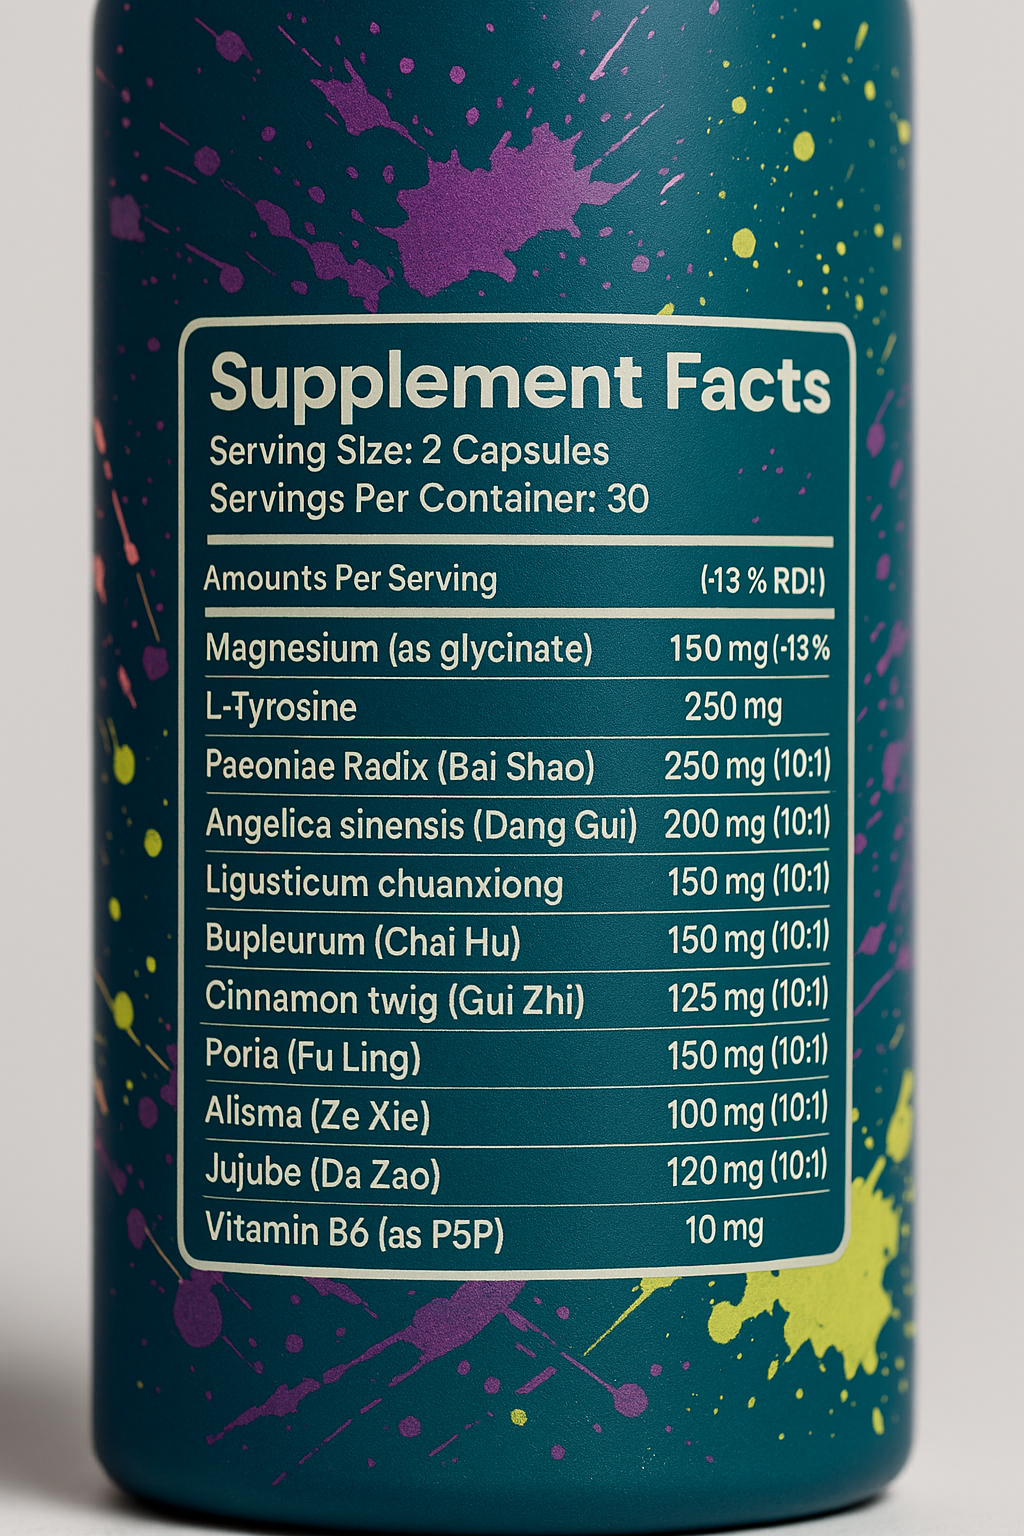 Supplement Facts
Serving SIze: 2 Capsules
Servings Per Container: 30
Amounts Per Serving (-13 % RD!)
Magnesium (as glycinate) 150 mg (-13%
L-Tyrosine 250 mg
Paeoniae Radix (Bai Shao) 250 mg (10:1)
Angelica sinensis (Dang Gui) 200 mg (10:1)
Ligusticum chuanxiong 150 mg (10:1)
Bupleurum (Chai Hu) 150 mg (10:1)
Cinnamon twig (Gui Zhi) 125 mg (10:1)
Poria (Fu Ling) 150 mg (10:1)
Alisma (Ze Xie) 100 mg (10:1)
Jujube (Da Zao) 120 mg (10:1)
Vitamin B6 (as P5P) 10 mg